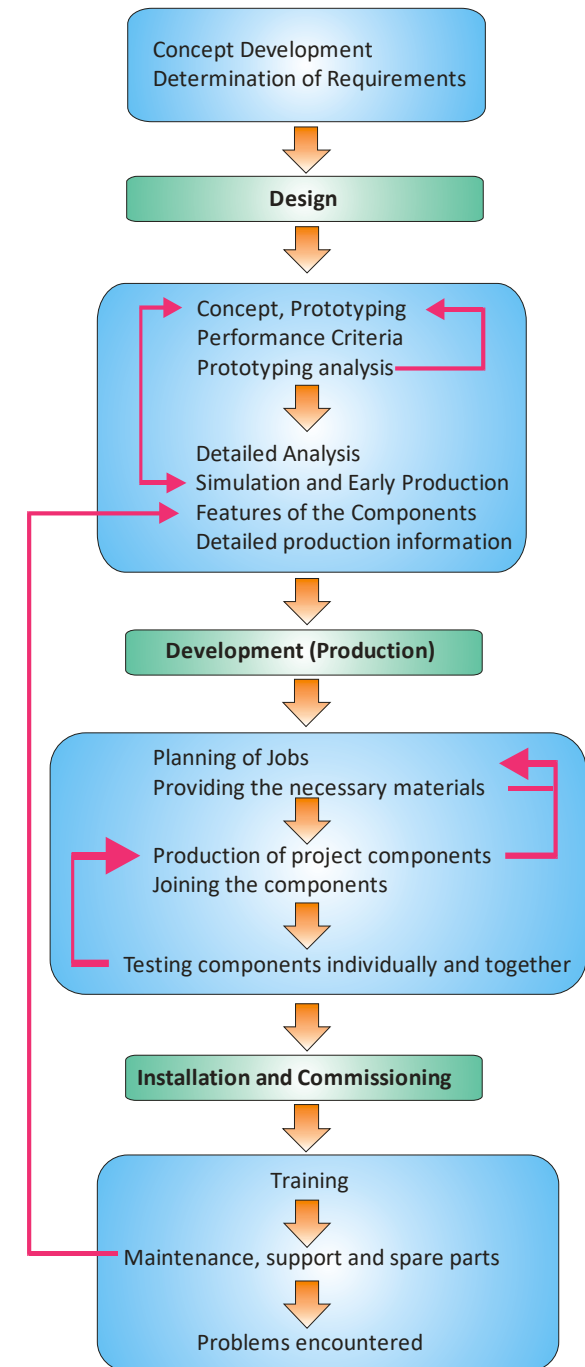 Concept Development
Determination of Requirements
Design
Concept, Prototyping
Performance Criteria
Prototyping analysis
Detailed Analysis
Simulation and Early Production
Features of the Components
Detailed production information
Development (Production)
Planning of Jobs
Providing the necessary materials
Production of project components
Joining the components
Testing components individually and together
Installation and Commissioning
Training
Maintenance, support and spare parts
Problems encountered